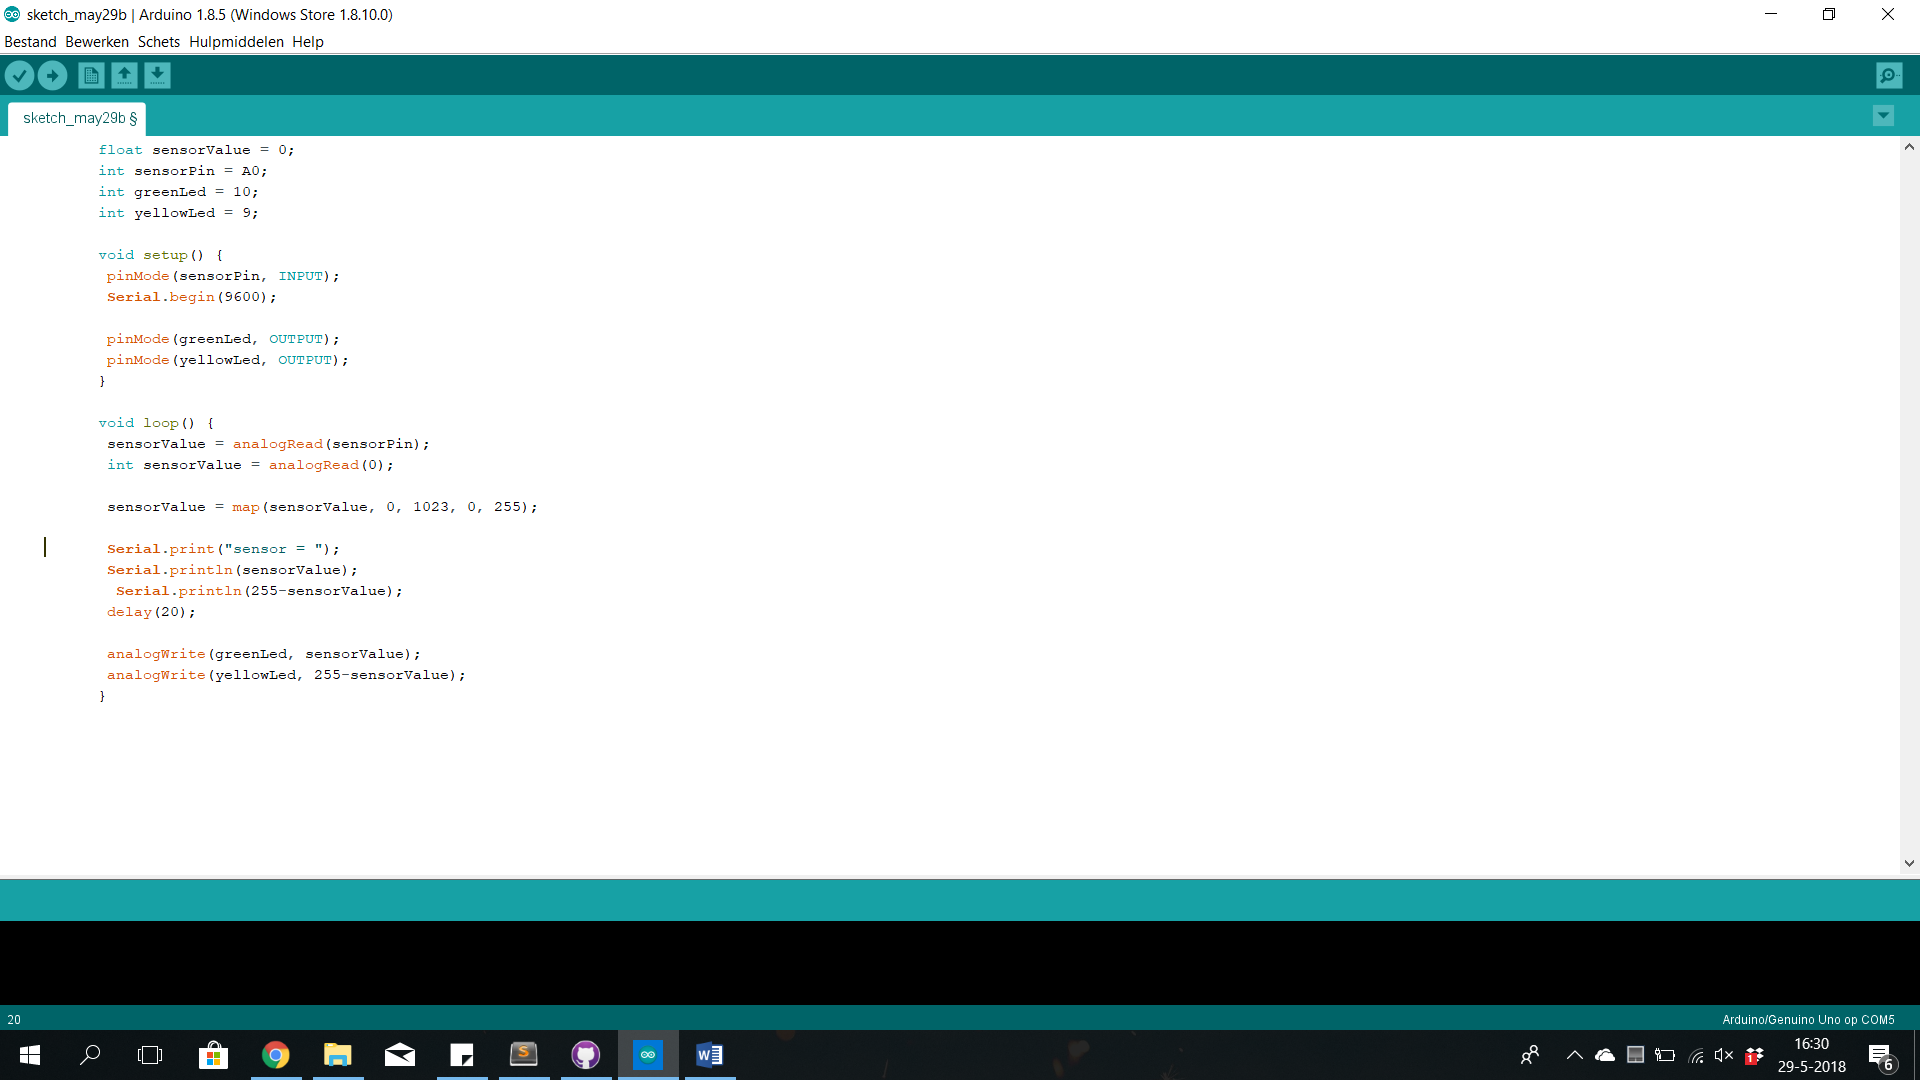 sketch_may29b | Arduino 1.8.5 (Windows Store 1.8.10.0)
Bestand Bewerken Schets Hulpmiddelen Help
sketch_may29b §
float sensorValue = 0;
int sensorPin = A0;
int greenLed = 10;
int yellowLed = 9;
void setup() {
pinMode(sensorPin, INPUT);
Serial.begin(9600);
pinMode(greenLed, OUTPUT);
pinMode(yellowLed, OUTPUT);
}
void loop() {
sensorValue = analogRead(sensorPin);
int sensorValue = analogRead(0);
sensorValue = map(sensorValue, 0, 1023, 0, 255);
Serial.print("sensor = ");
Serial.println(sensorValue);
Serial.println(255-sensorValue);
delay(20);
analogWrite(greenLed, sensorValue);
analogWrite(yellowLed, 255-sensorValue);
}
20
Arduino/Genuino Uno op COM5
16:30
29-5-2018
6